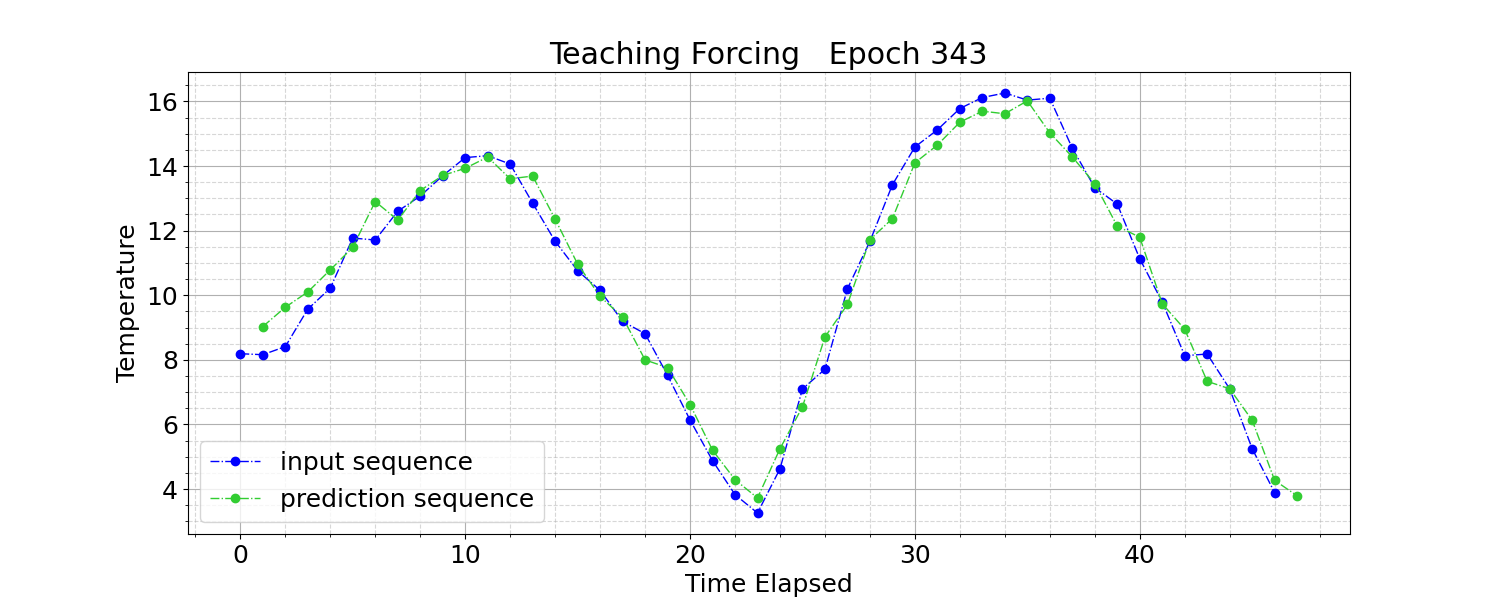 Teaching Forcing   Epoch 343
Temperature
16
14
12
10
8
6
4
input sequence
prediction sequence
0 10 20 30 40
Time Elapsed